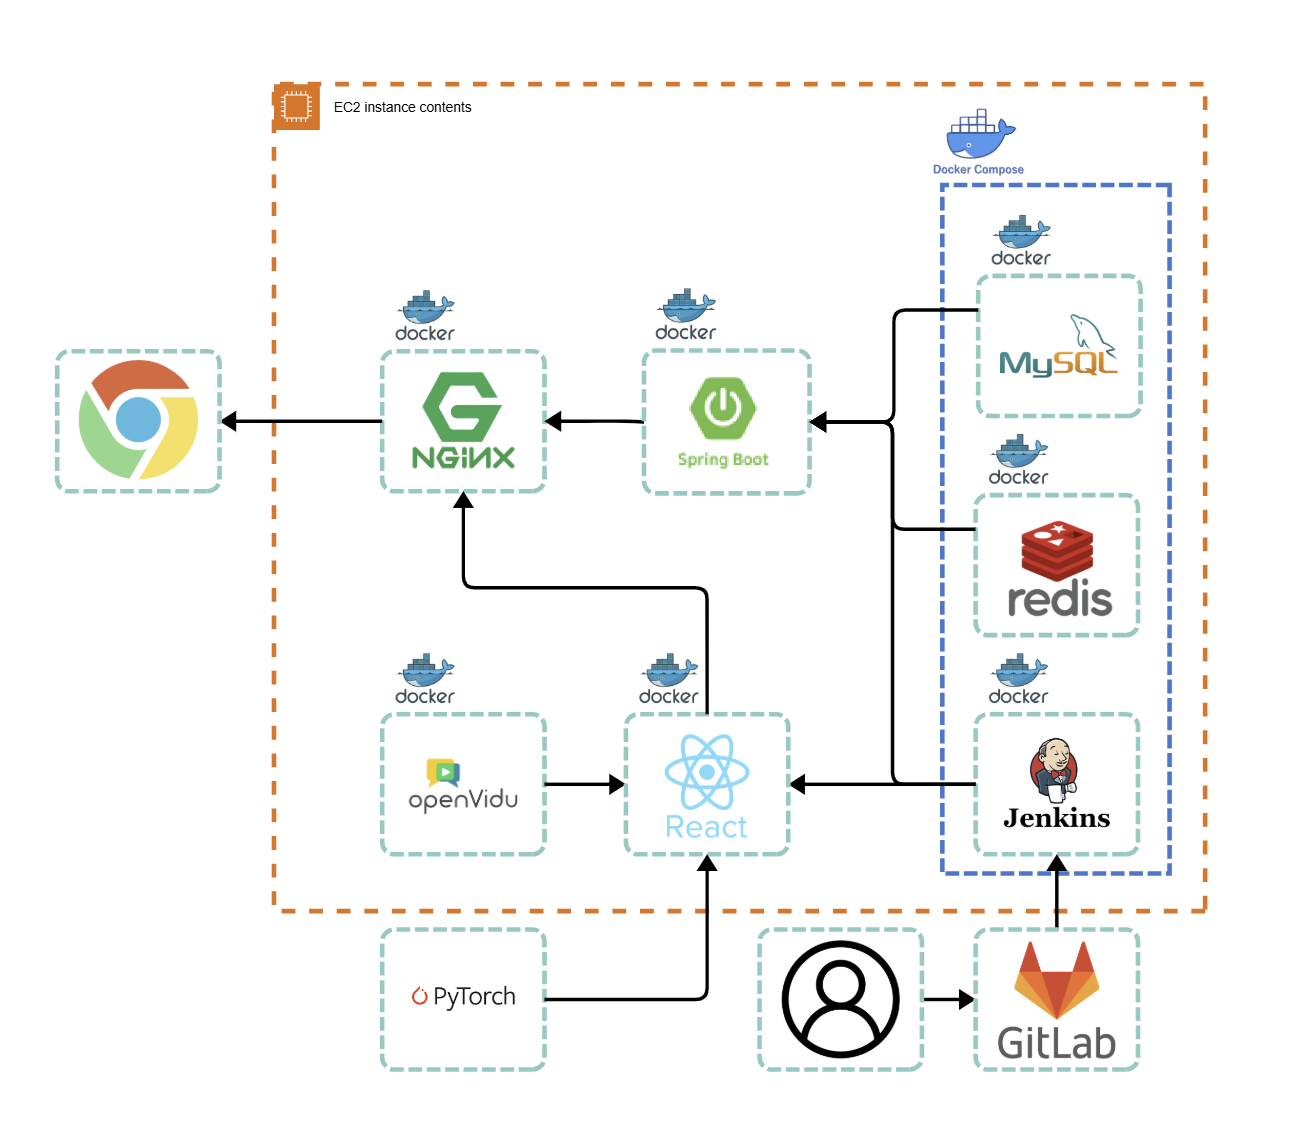 EC2 instance contents
Docker Compose
docker
MySQL
docker
docker
NGiNX
Spring Boot
docker
redis
docker
docker
docker
openVidu
React
Jenkins
PyTorch
GitLab